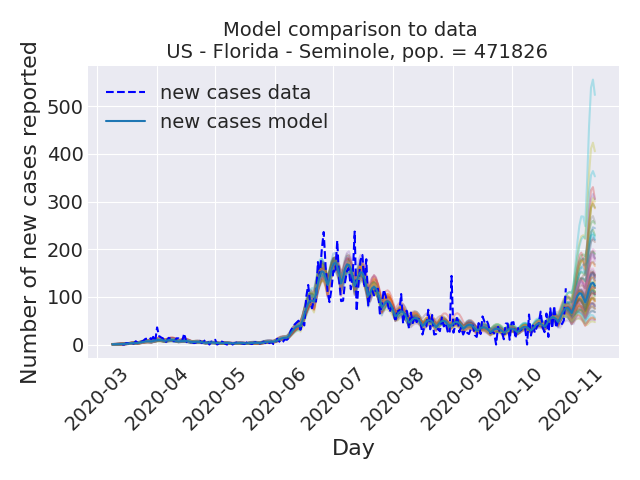 Model comparison to data
US - Florida - Seminole, pop. = 471826
Number of new cases reported
500
400
300
200
100
0
new cases data
new cases model
2020-03
2020-04
2020-05
2020-06
2020-07
2020-08
2020-09
2020-10
2020-11
Day